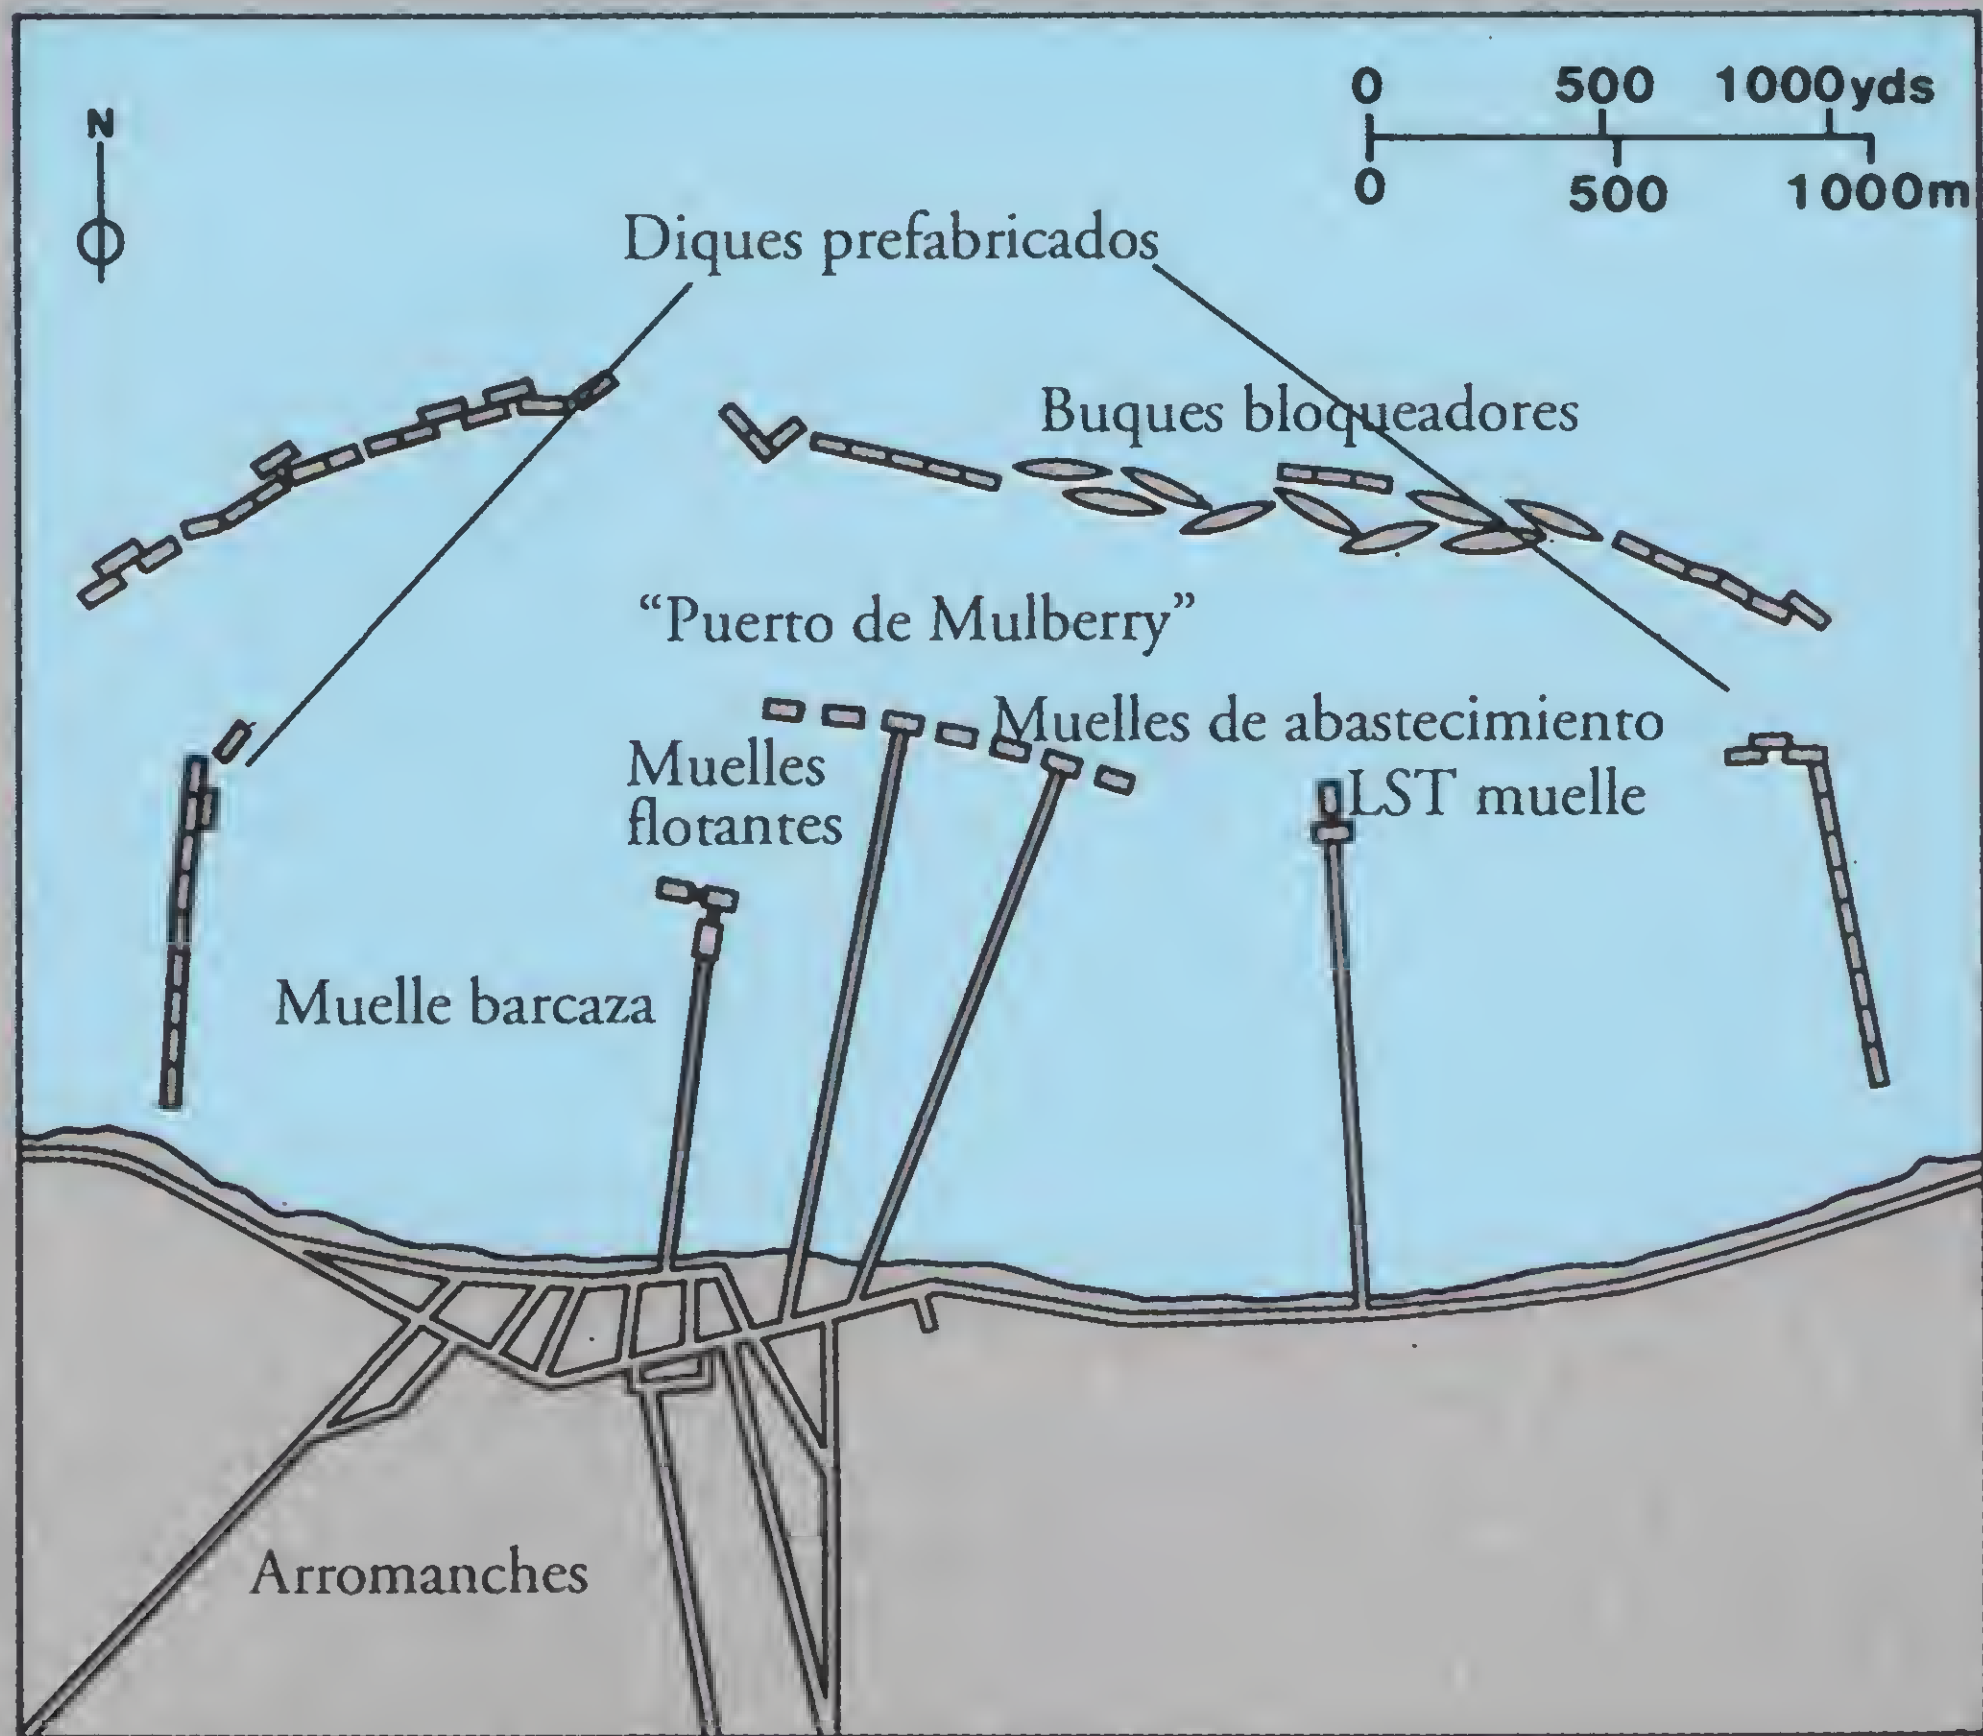 0 500 1000yds
N
0 500 1000m
Diques prefabricados
Buques bloqueadores
“Puerto de Mulberry”
Muelles de abastecimiento
Muelles
flotantes
LST muelle
Muelle barcaza
Arromanches